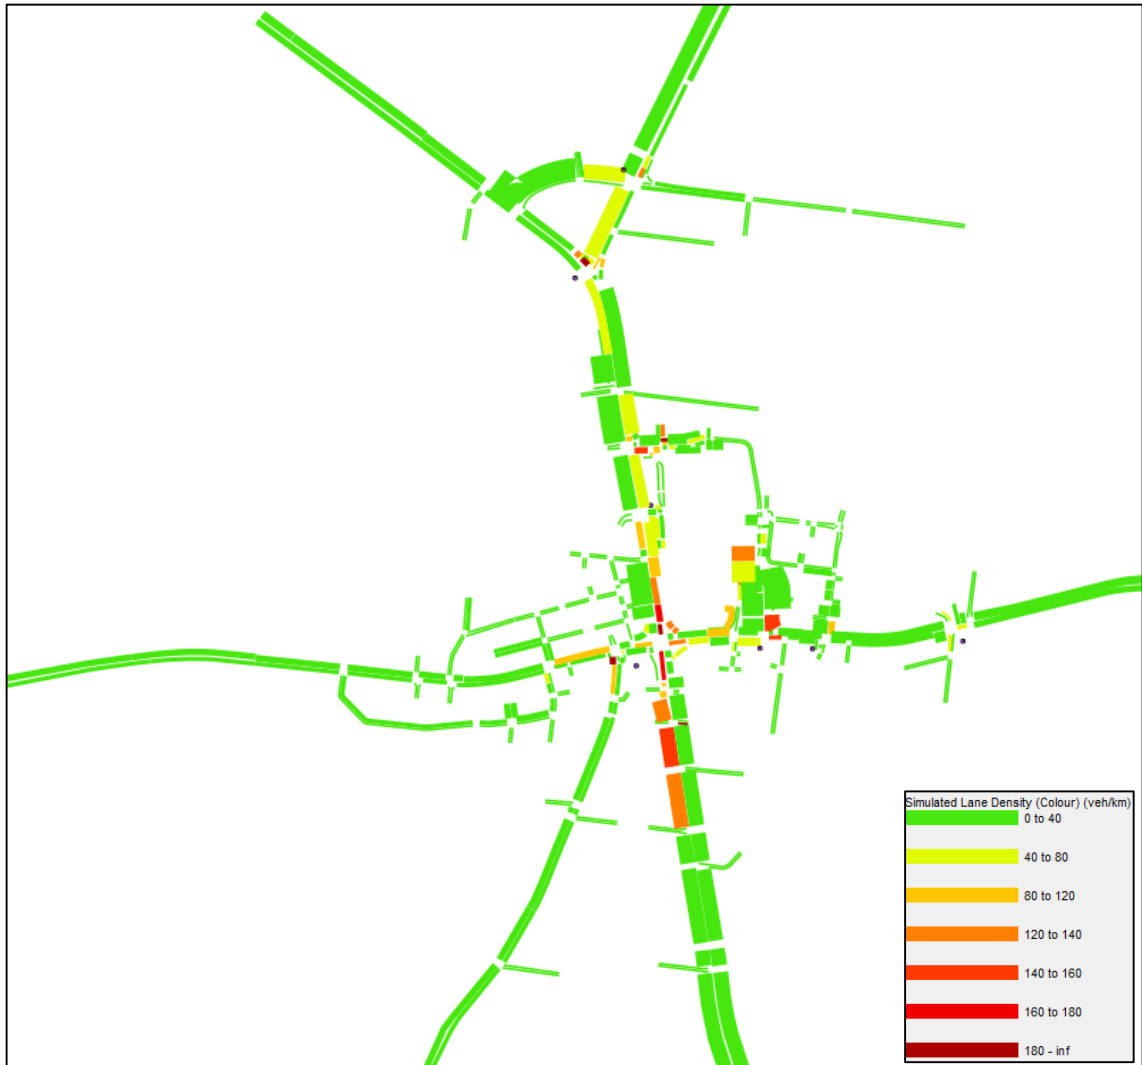 Simulated Lane Density (Colour) (veh/km)
0 to 40
40 to 80
80 to 120
120 to 140
140 to 160
160 to 180
180 - inf